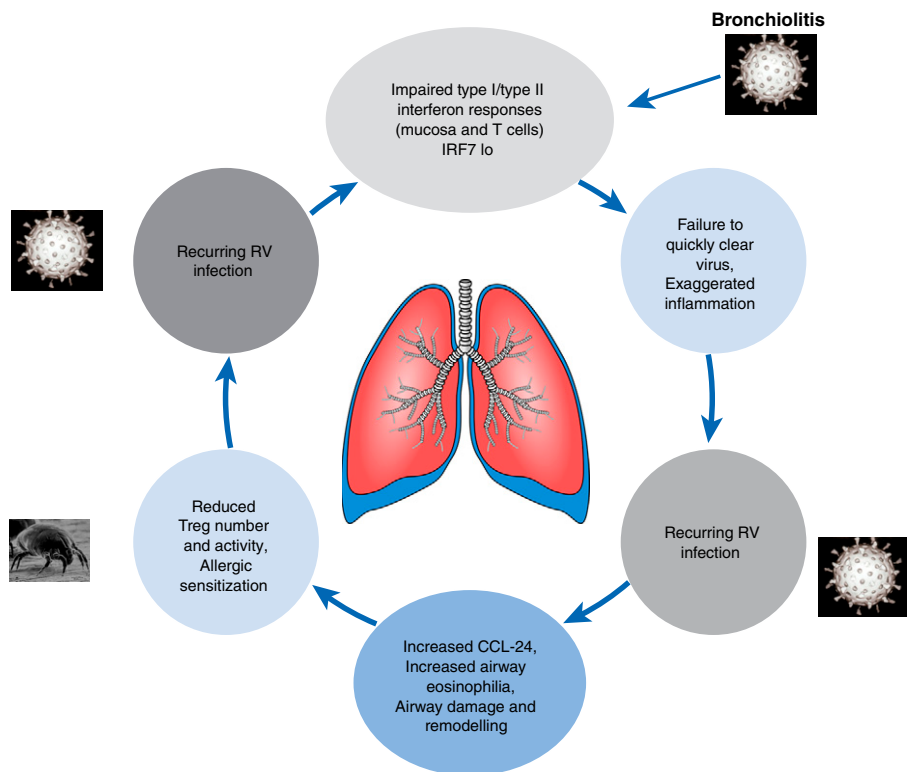 Bronchiolitis
Impaired type I/type II
interferon responses
(mucosa and T cells)
IRF7 lo
Failure to
quickly clear
virus,
Exaggerated
inflammation
Recurring RV
infection
Increased CCL-24,
Increased airway
eosinophilia,
Airway damage and
remodelling
Reduced
Treg number
and activity,
Allergic
sensitization
Recurring RV
infection